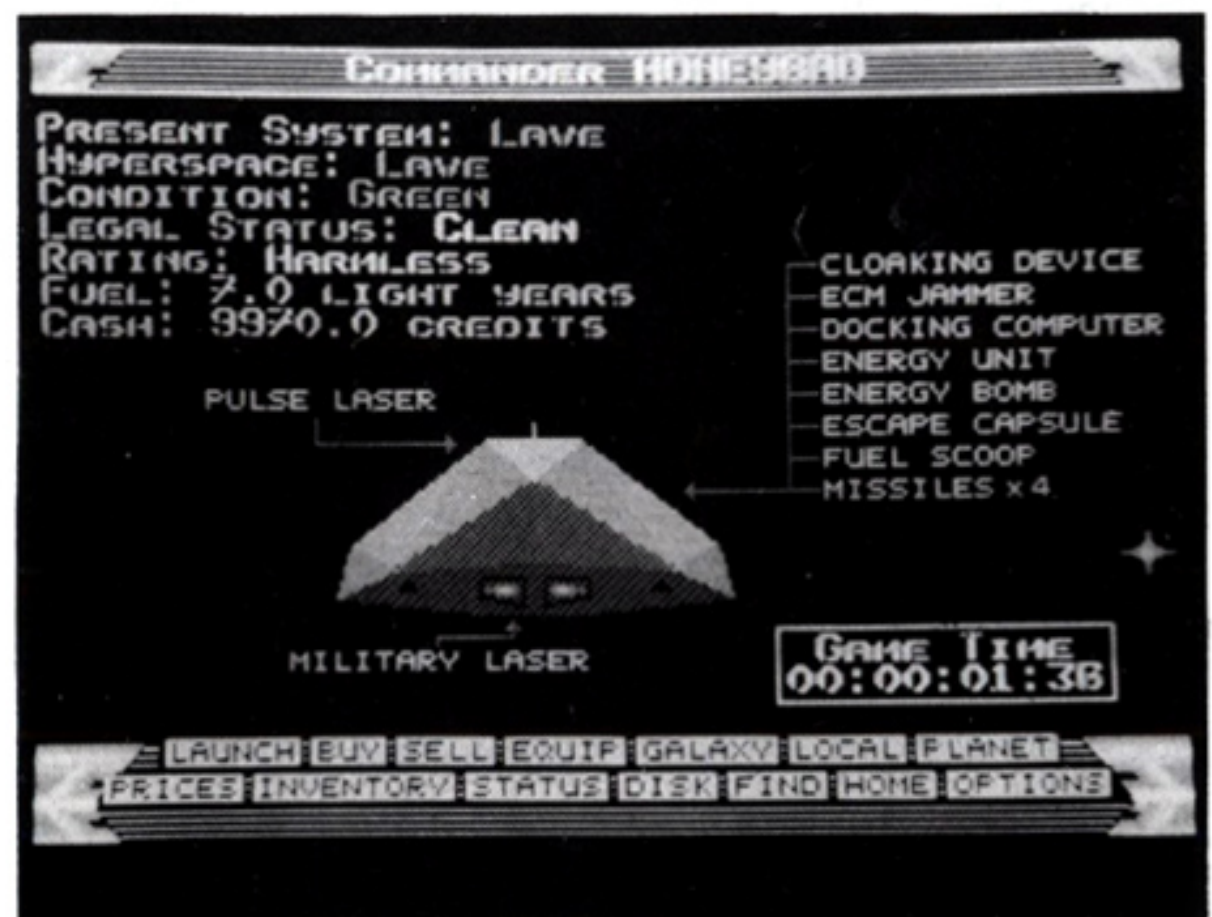 COMMANDER MONEYBAD
PRESENT SYSTEM: LAVE
HYPERSPACE: LAVE
CONDITION: GREEN
LEGAL STATUS: CLEAN
RATING: HARMLESS
FUEL: 7.0 LIGHT YEARS
CASH: 9970.0 CREDITS
CLOAKING DEVICE
ECM JAMMER
DOCKING COMPUTER
ENERGY UNIT
ENERGY BOMB
ESCAPE CAPSULE
FUEL SCOOP
MISSILES x 4
PULSE LASER
MILITARY LASER
GAME TIME
00:00:01:38
LAUNCH BUY SELL EQUIP GALAXY LOCAL PLANET
PRICES INVENTORY STATUS DISK FIND HOME OPTIONS